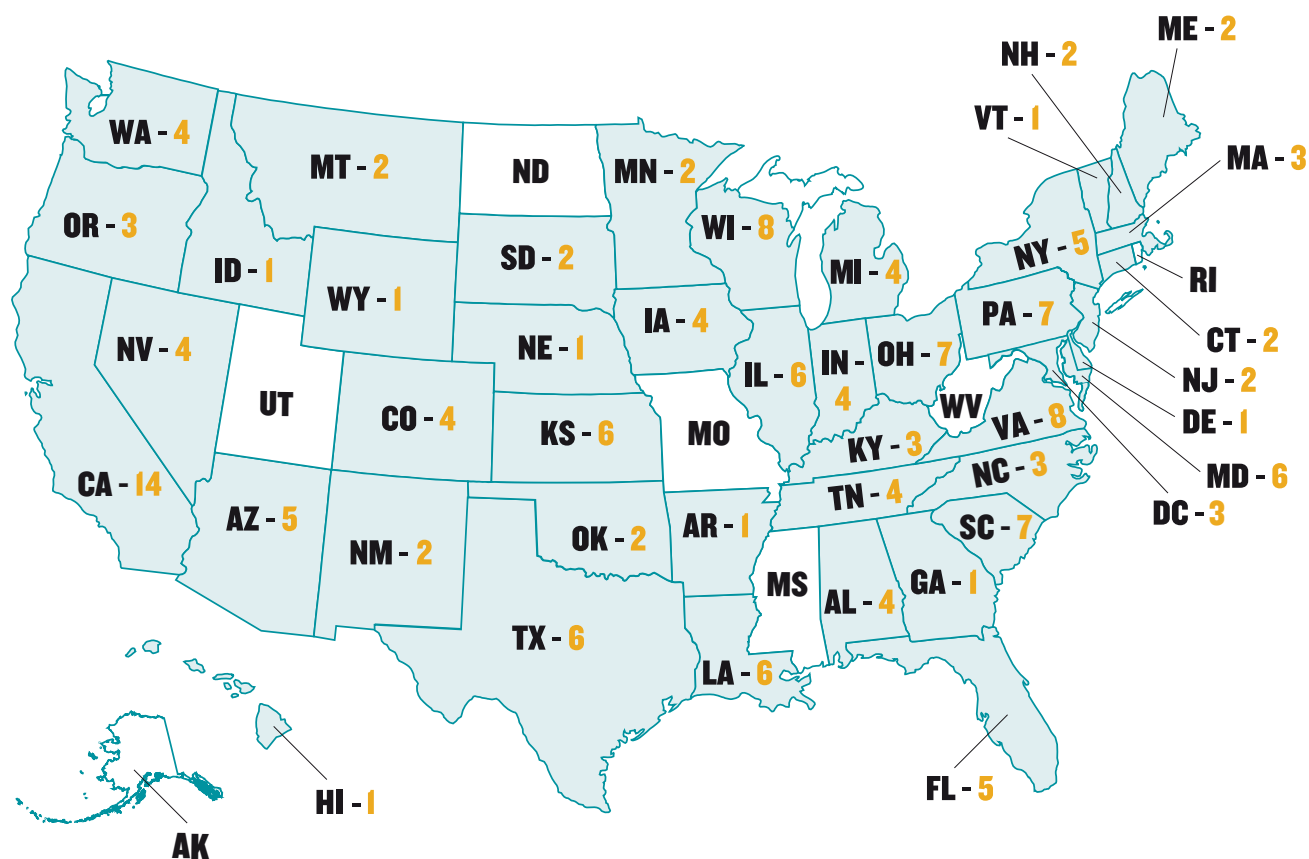 ME - 2
NH - 2
VT - 1
WA - 4
MT - 2
ND
MN - 2
MA - 3
OR - 3
ID - 1
WY - 1
SD - 2
WI - 8
MI - 4
NY - 5
RI
NV - 4
UT
NE - 1
IA - 4
IL - 6
IN -
4
OH - 7
PA - 7
CT - 2
NJ - 2
CO - 4
KS - 6
MO
KY - 3
WV
VA - 8
DE - 1
CA - 14
AZ - 5
NM - 2
OK - 2
AR - 1
TN - 4
NC - 3
MD - 6
DC - 3
SC - 7
TX - 6
LA - 6
MS
AL - 4
GA - 1
FL - 5
HI - 1
AK